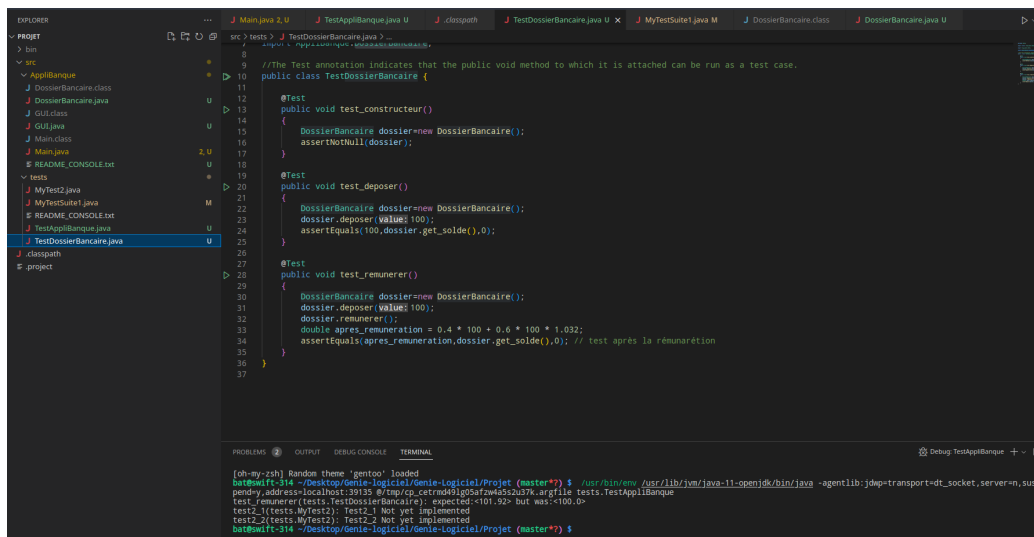 EXPLORER
Main.java 2, U
TestAppliBanque.java U
.classpath
TestDossierBancaire.java U
MyTestSuite1.java M
DossierBancaire.class
DossierBancaire.java U
PROJET
bin
src
AppliBanque
DossierBancaire.class
DossierBancaire.java U
GUI.class
GUI.java U
Main.class
Main.java 2, U
README_CONSOLE.txt U
tests
MyTest2.java
MyTestSuite1.java M
README_CONSOLE.txt
TestAppliBanque.java U
TestDossierBancaire.java U
.classpath
.project
src > tests > TestDossierBancaire.java > ...
7 import AppliBanque.DossierBancaire;
8
9 //The Test annotation indicates that the public void method to which it is attached can be run as a test case.
10 public class TestDossierBancaire {
11
12 @Test
13 public void test_constructeur()
14 {
15 DossierBancaire dossier=new DossierBancaire();
16 assertNotNull(dossier);
17 }
18
19 @Test
20 public void test_deposer()
21 {
22 DossierBancaire dossier=new DossierBancaire();
23 dossier.deposer(value: 100);
24 assertEquals(100,dossier.get_solde(),0);
25 }
26
27 @Test
28 public void test_remunerer()
29 {
30 DossierBancaire dossier=new DossierBancaire();
31 dossier.deposer(value: 100);
32 dossier.remunerer();
33 double apres_remuneration = 0.4 * 100 + 0.6 * 100 * 1.032;
34 assertEquals(apres_remuneration,dossier.get_solde(),0); // test après la rémunarétion
35 }
36 }
37
PROBLEMS 2 OUTPUT DEBUG CONSOLE TERMINAL
Debug: TestAppliBanque
[oh-my-zsh] Random theme 'gentoo' loaded
bat@swift-314 ~/Desktop/Genie-logiciel/Genie-Logiciel/Projet (master*?) $ /usr/bin/env /usr/lib/jvm/java-11-openjdk/bin/java -agentlib:jdwp=transport=dt_socket,server=n,sus
pend=y,address=localhost:39135 @/tmp/cp_cetrmd49lg05afzw4a5s2u37k.argfile tests.TestAppliBanque
test_remunerer(tests.TestDossierBancaire): expected:<101.92> but was:<100.0>
test2_1(tests.MyTest2): Test2_1 Not yet implemented
test2_2(tests.MyTest2): Test2_2 Not yet implemented
bat@swift-314 ~/Desktop/Genie-logiciel/Genie-Logiciel/Projet (master*?) $